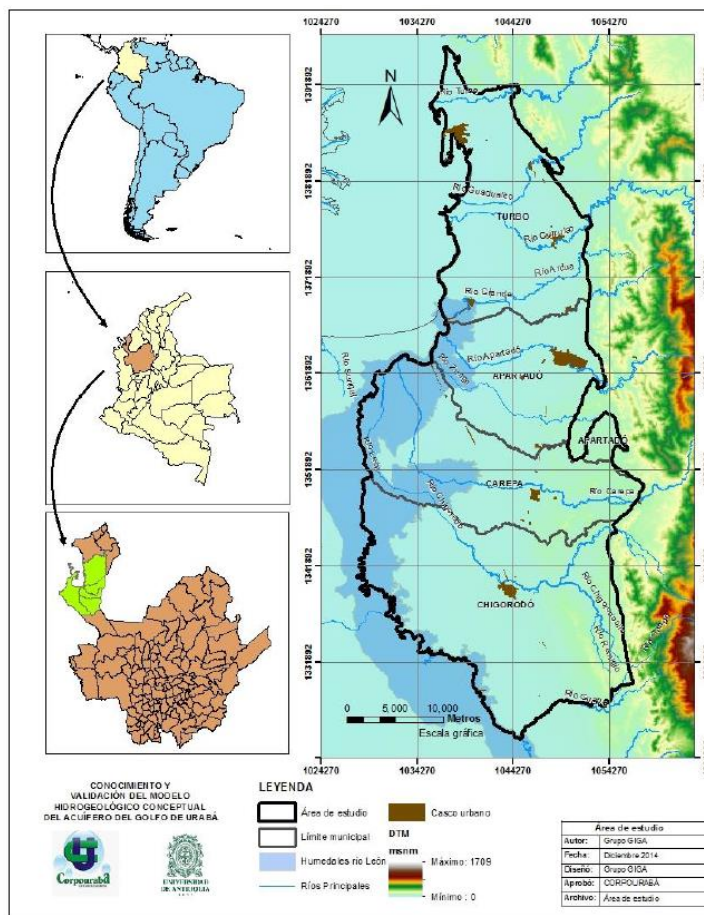 1024270 1034270 1044270 1054270
N
1391892
Río Turbo
1381892
Río Guadualito
TURBO
Río Currulao
1371892
Río Grande
1361892
Río Apartadó
APARTADÓ
APARTADÓ
1351892
CAREPA
Río Carepa
1341892
CHIGORODÓ
1331892
0 5,000 10,000
Metros
Escala gráfica
1024270 1034270 1044270 1054270
CONOCIMIENTO Y
VALIDACIÓN DEL MODELO
HIDROGEOLÓGICO CONCEPTUAL
DEL ACUÍFERO DEL GOLFO DE URABÁ
Corpourabá
UNIVERSIDAD
DE ANTIOQUIA
LEYENDA
Área de estudio
Límite municipal
Humedales río León
Ríos Principales
Casco urbano
DTM
msnm
Máximo : 1709
Mínimo : 0
Área de estudio
Autor: Grupo GIGA
Fecha: Diciembre 2014
Diseño: Grupo GIGA
Aprobó: CORPOURABÁ
Archivo: Área de estudio